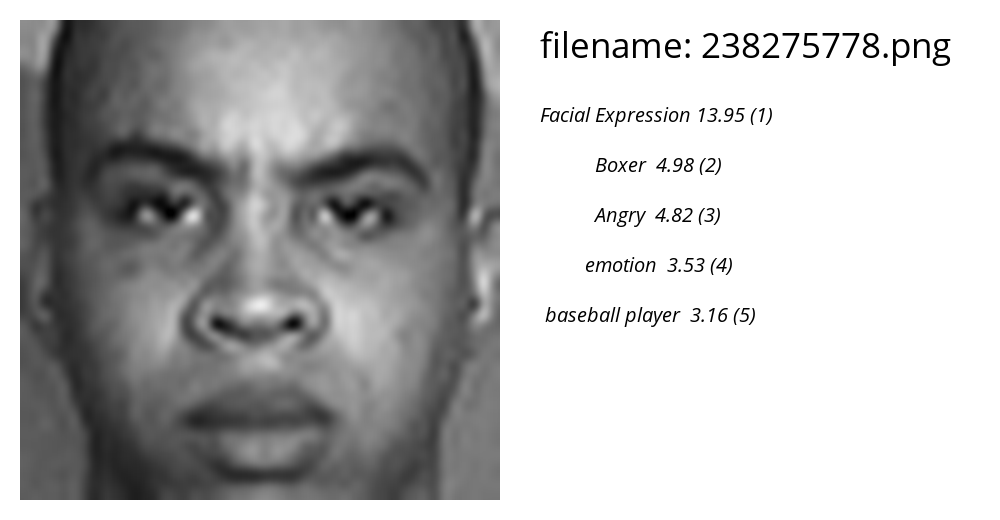 filename: 238275778.png
Facial Expression 13.95 (1)
Boxer 4.98 (2)
Angry 4.82 (3)
emotion 3.53 (4)
baseball player 3.16 (5)